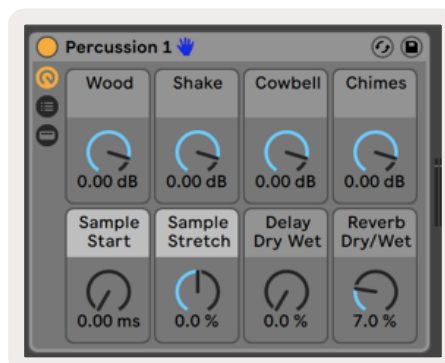 Percussion 1
Wood Shake Cowbell Chimes
0.00 dB 0.00 dB 0.00 dB 0.00 dB
Sample Start Sample Stretch Delay Dry Wet Reverb Dry/Wet
0.00 ms 0.0 % 0.0 % 7.0 %